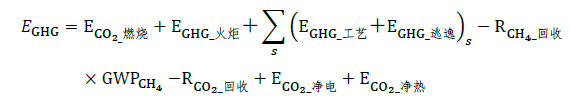 E_GHG = E_CO₂_燃烧 + E_GHG_火炬 + ∑_s (E_GHG_工艺 + E_GHG_逃逸)_s − R_CH₄_回收
× GWP_CH₄ − R_CO₂_回收 + E_CO₂_净电 + E_CO₂_净热